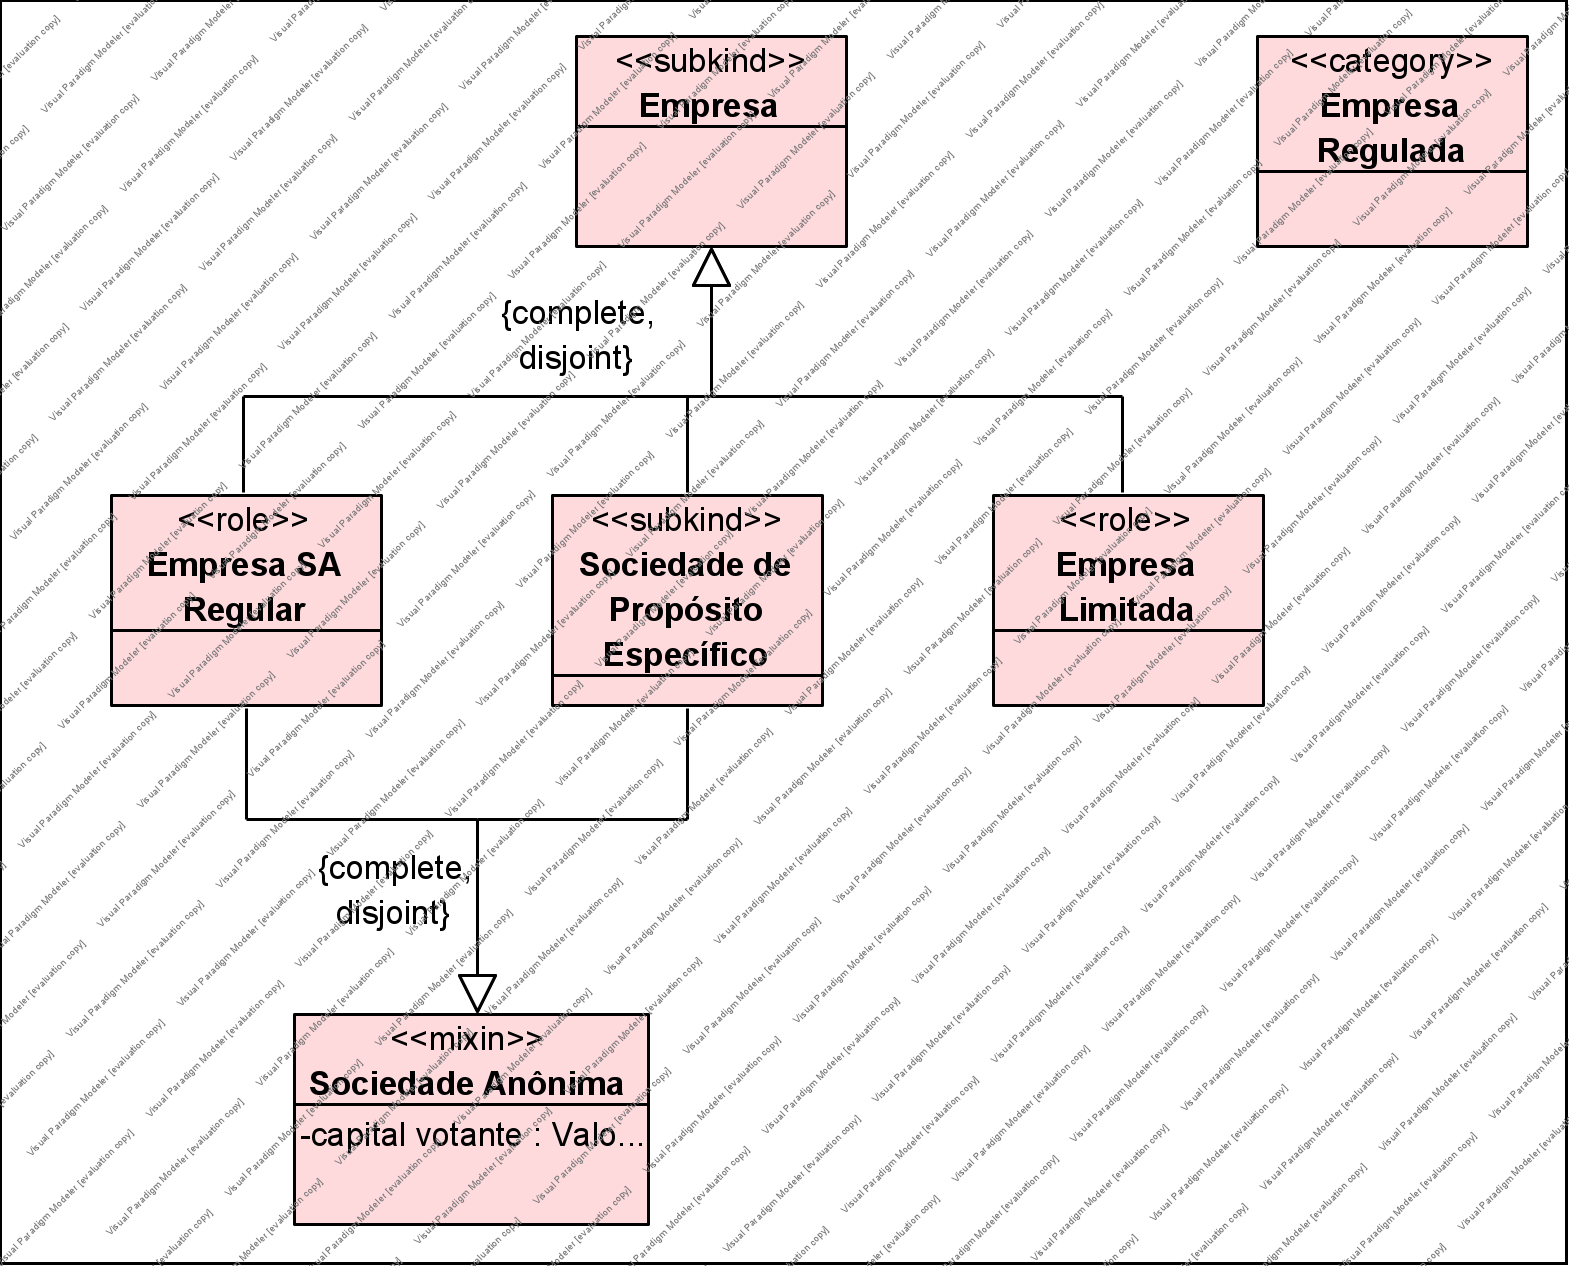 <<subkind>>
Empresa
<<category>>
Empresa
Regulada
{complete,
disjoint}
<<role>>
Empresa SA
Regular
<<subkind>>
Sociedade de
Propósito
Específico
<<role>>
Empresa
Limitada
{complete,
disjoint}
<<mixin>>
Sociedade Anônima
-capital votante : Valo...
Visual Paradigm Modeler [evaluation copy]